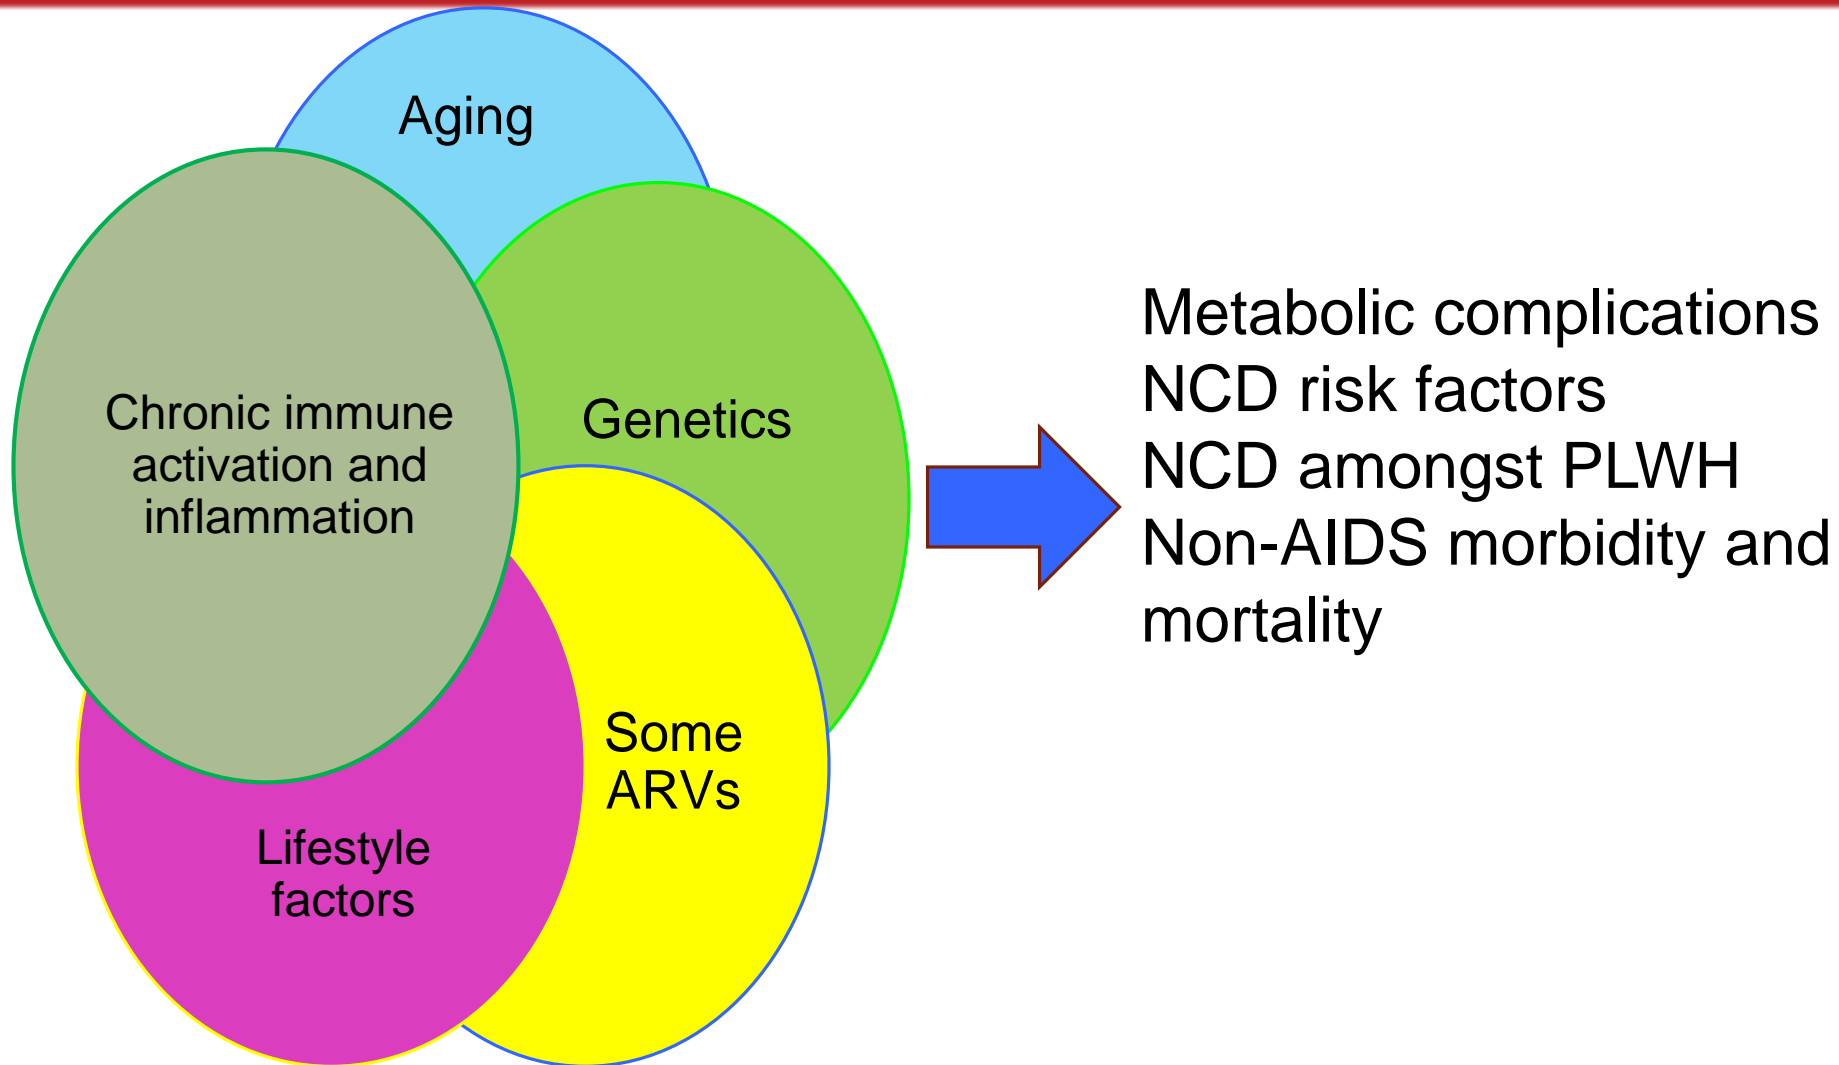 Aging
Chronic immune
activation and
inflammation
Genetics
Some
ARVs
Lifestyle
factors
Metabolic complications
NCD risk factors
NCD amongst PLWH
Non-AIDS morbidity and
mortality